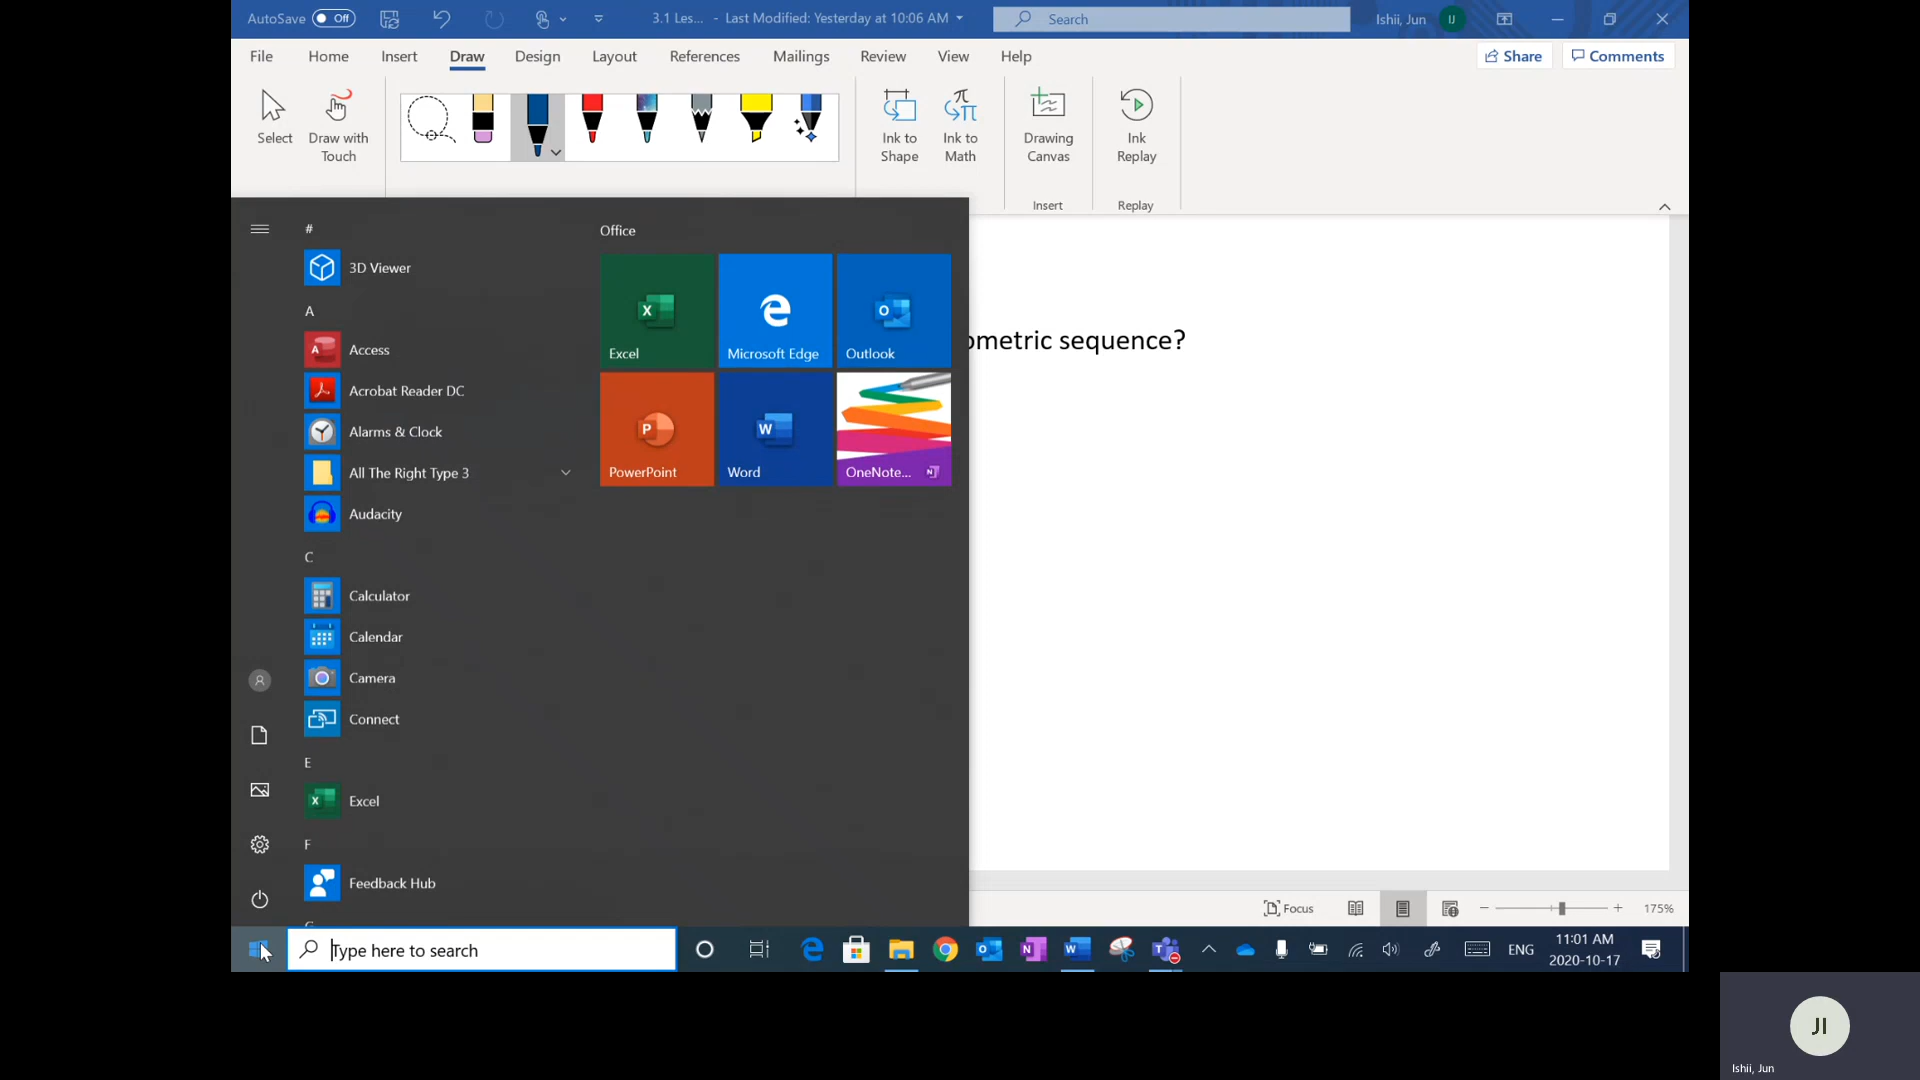 AutoSave Off 3.1 Les... - Last Modified: Yesterday at 10:06 AM Search Ishii, Jun IJ
File Home Insert Draw Design Layout References Mailings Review View Help Share Comments
Select
Draw with
Touch
Ink to
Shape
Ink to
Math
Drawing
Canvas
Ink
Replay
Insert Replay
# Office
3D Viewer
A
Access
Acrobat Reader DC
Alarms & Clock
All The Right Type 3
Audacity
C
Calculator
Calendar
Camera
Connect
E
Excel
F
Feedback Hub
Excel Microsoft Edge Outlook
PowerPoint Word OneNote...
ometric sequence?
Focus 175%
Type here to search
ENG 11:01 AM
2020-10-17
JI
Ishii, Jun